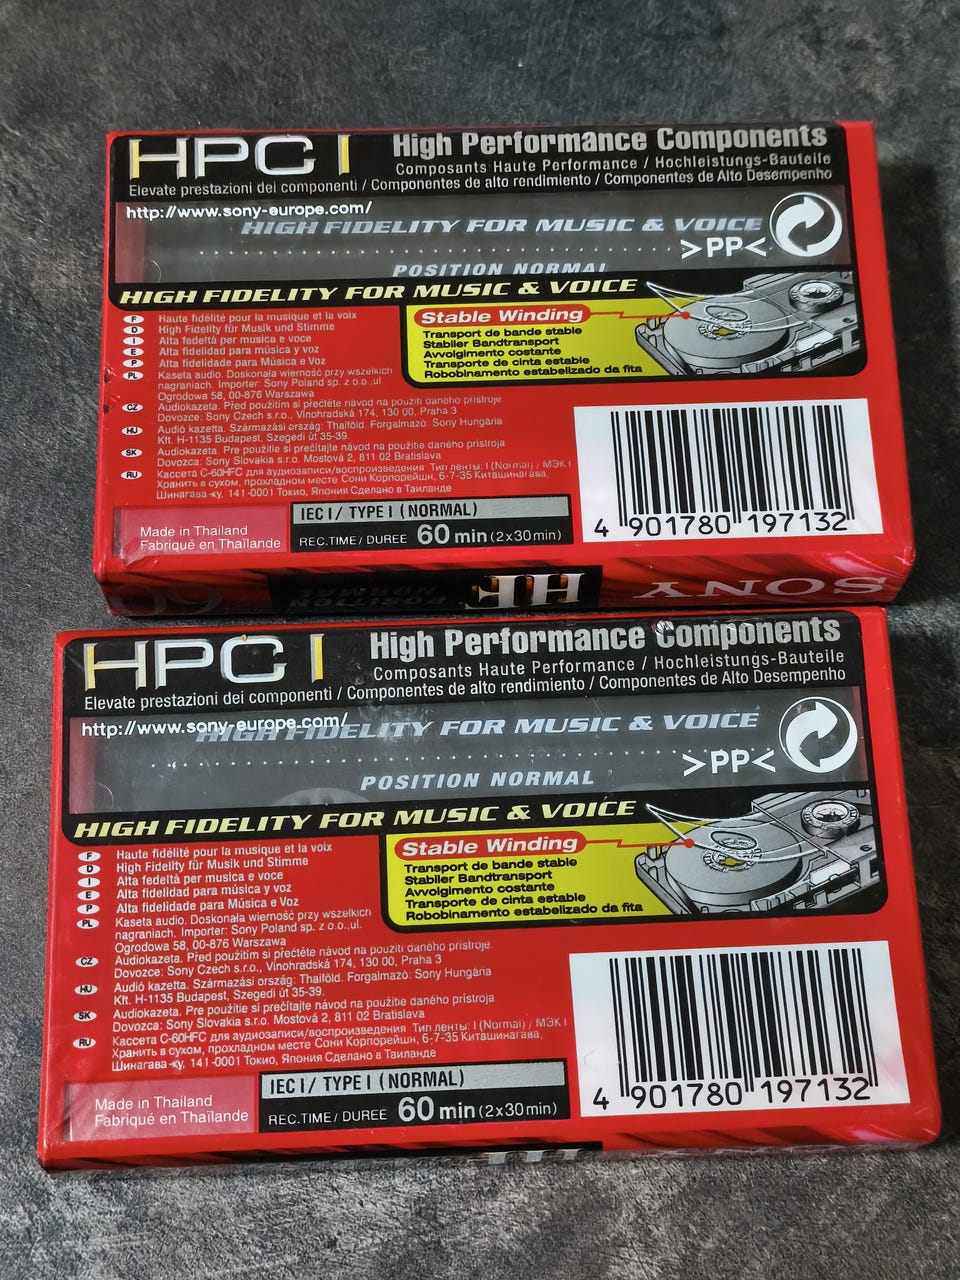 HPC I
High Performance Components
Composants Haute Performance / Hochleistungs-Bauteile
Elevate prestazioni dei componenti / Componentes de alto rendimiento / Componentes de Alto Desempenho
http://www.sony-europe.com/
HIGH FIDELITY FOR MUSIC & VOICE
>PP<
POSITION NORMAL
HIGH FIDELITY FOR MUSIC & VOICE
Stable Winding
Transport de bande stable
Stabiler Bandtransport
Avvolgimento costante
Transporte de cinta estable
Robobinamento estabelizado da fita
F Haute fidélité pour la musique et la voix
D High Fidelity für Musik und Stimme
I Alta fedeltà per musica e voce
E Alta fidelidad para música y voz
P Alta fidelidade para Música e Voz
PL Kaseta audio. Doskonała wierność przy wszelkich
nagraniach. Importer: Sony Poland sp. z o.o.,ul.
Ogrodowa 58, 00-876 Warszawa
CZ Audiokazeta. Před použitím si přečtěte návod na použití daného přístroje.
Dovozce: Sony Czech s.r.o., Vinohradská 174, 130 00, Praha 3
HU Audió kazetta. Származási ország: Thaiföld. Forgalmazó: Sony Hungária
Kft. H-1135 Budapest, Szegedi út 35-39.
SK Audiokazeta. Pre použitie si prečítajte návod na použitie daného prístroja
Dovozca: Sony Slovakia s.r.o. Mostová 2, 811 02 Bratislava
RU Кассета C-60HFC для аудиозаписи/воспроизведения Тип ленты: I (Normal) / МЭК I
Хранить в сухом, прохладном месте Сони Корпорейшн, 6-7-35 Киташинагава,
Шинагава-ку, 141-0001 Токио, Япония Сделано в Таиланде
Made in Thailand
Fabriqué en Thaïlande
IEC I / TYPE I (NORMAL)
REC.TIME / DUREE 60 min (2x30min)
4 901780 197132
60
POSITION
NORMAL
HF
SONY
HPC I
High Performance Components
Composants Haute Performance / Hochleistungs-Bauteile
Elevate prestazioni dei componenti / Componentes de alto rendimiento / Componentes de Alto Desempenho
http://www.sony-europe.com/
HIGH FIDELITY FOR MUSIC & VOICE
>PP<
POSITION NORMAL
HIGH FIDELITY FOR MUSIC & VOICE
Stable Winding
Transport de bande stable
Stabiler Bandtransport
Avvolgimento costante
Transporte de cinta estable
Robobinamento estabelizado da fita
F Haute fidélité pour la musique et la voix
D High Fidelity für Musik und Stimme
I Alta fedeltà per musica e voce
E Alta fidelidad para música y voz
P Alta fidelidade para Música e Voz
PL Kaseta audio. Doskonała wierność przy wszelkich
nagraniach. Importer: Sony Poland sp. z o.o.,ul.
Ogrodowa 58, 00-876 Warszawa
CZ Audiokazeta. Před použitím si přečtěte návod na použití daného přístroje.
Dovozce: Sony Czech s.r.o., Vinohradská 174, 130 00, Praha 3
HU Audió kazetta. Származási ország: Thaiföld. Forgalmazó: Sony Hungária
Kft. H-1135 Budapest, Szegedi út 35-39.
SK Audiokazeta. Pre použitie si prečítajte návod na použitie daného prístroja
Dovozca: Sony Slovakia s.r.o. Mostová 2, 811 02 Bratislava
RU Кассета C-60HFC для аудиозаписи/воспроизведения Тип ленты: I (Normal) / МЭК I
Хранить в сухом, прохладном месте Сони Корпорейшн, 6-7-35 Киташинагава,
Шинагава-ку, 141-0001 Токио, Япония Сделано в Таиланде
Made in Thailand
Fabriqué en Thaïlande
IEC I / TYPE I (NORMAL)
REC.TIME / DUREE 60 min (2x30min)
4 901780 197132